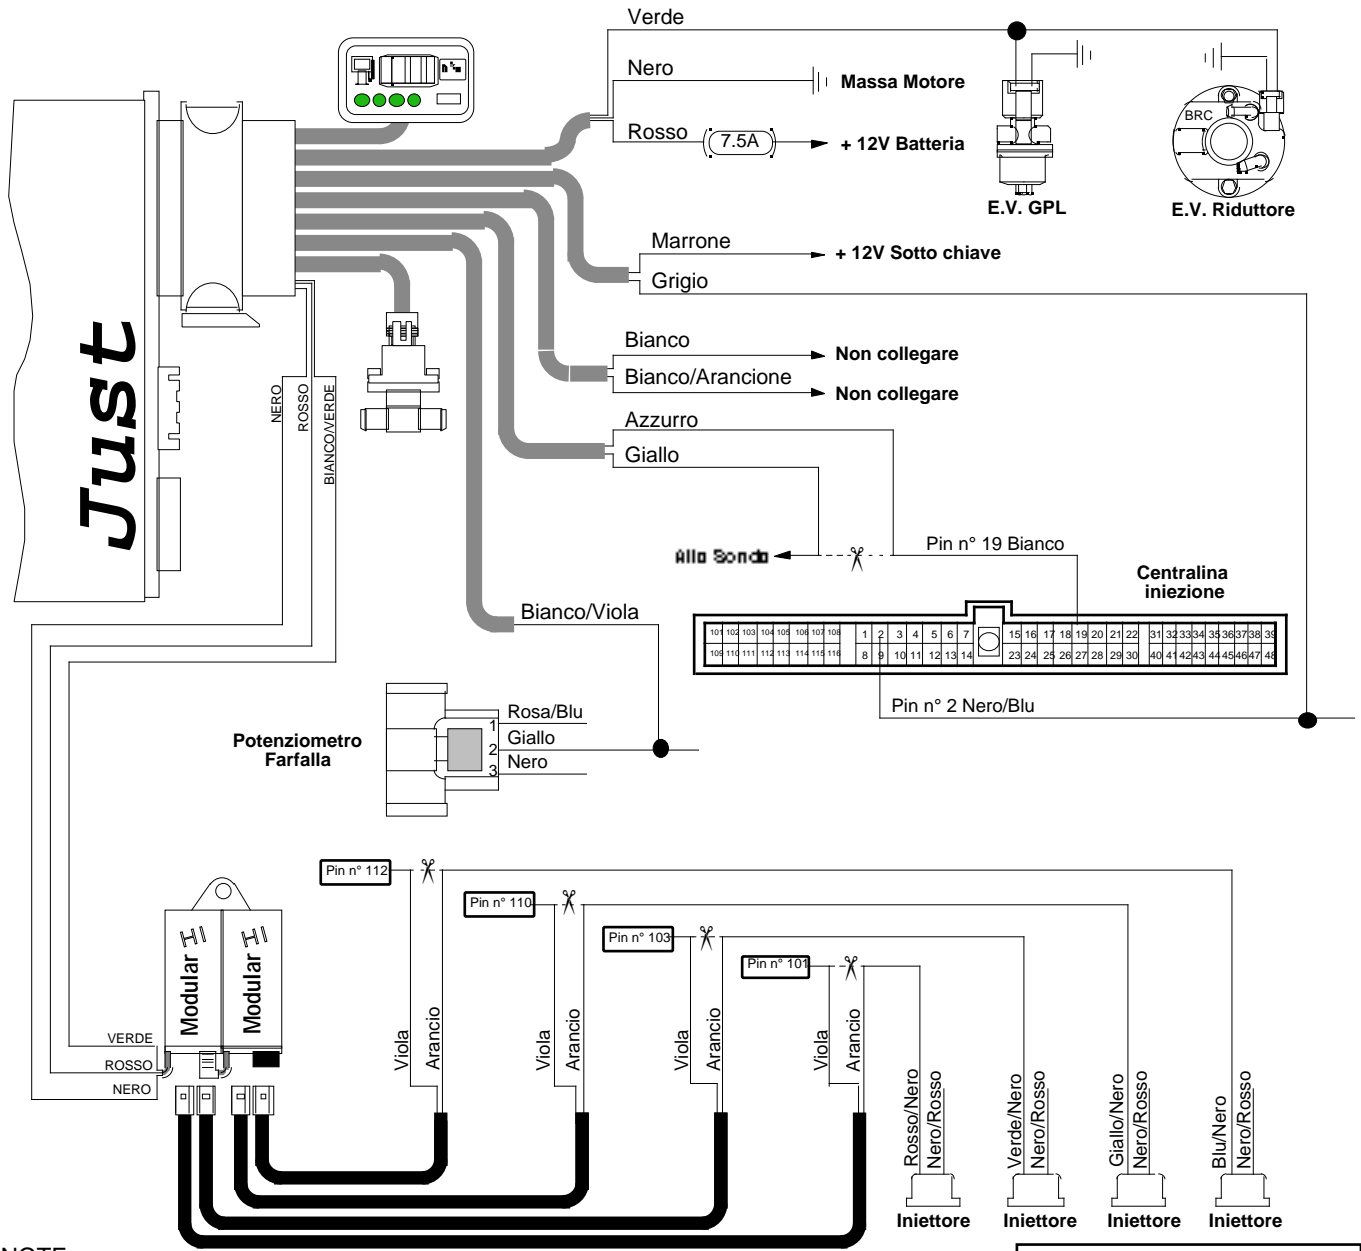 Verde
Nero
Massa Motore
Rosso
7.5A
+ 12V Batteria
BRC
E.V. GPL
E.V. Riduttore
Marrone
+ 12V Sotto chiave
Grigio
Just
Bianco
Non collegare
Bianco/Arancione
Non collegare
NERO
ROSSO
BIANCO/VERDE
Azzurro
Giallo
Alla Sonda
Pin n° 19 Bianco
Centralina
iniezione
Bianco/Viola
101 102 103 104 105 106 107 108 1 2 3 4 5 6 7 15 16 17 18 19 20 21 22 31 32 33 34 35 36 37 38 39
109 110 111 112 113 114 115 116 8 9 10 11 12 13 14 23 24 25 26 27 28 29 30 40 41 42 43 44 45 46 47 48
Pin n° 2 Nero/Blu
Potenziometro
Farfalla
1 Rosa/Blu
2 Giallo
3 Nero
Pin n° 112
Pin n° 110
Pin n° 103
Pin n° 101
Modular HI
Modular HI
VERDE
ROSSO
NERO
Viola
Arancio
Viola
Arancio
Viola
Arancio
Viola
Arancio
Rosso/Nero
Nero/Rosso
Verde/Nero
Nero/Rosso
Giallo/Nero
Nero/Rosso
Blu/Nero
Nero/Rosso
Iniettore
Iniettore
Iniettore
Iniettore
NOTE